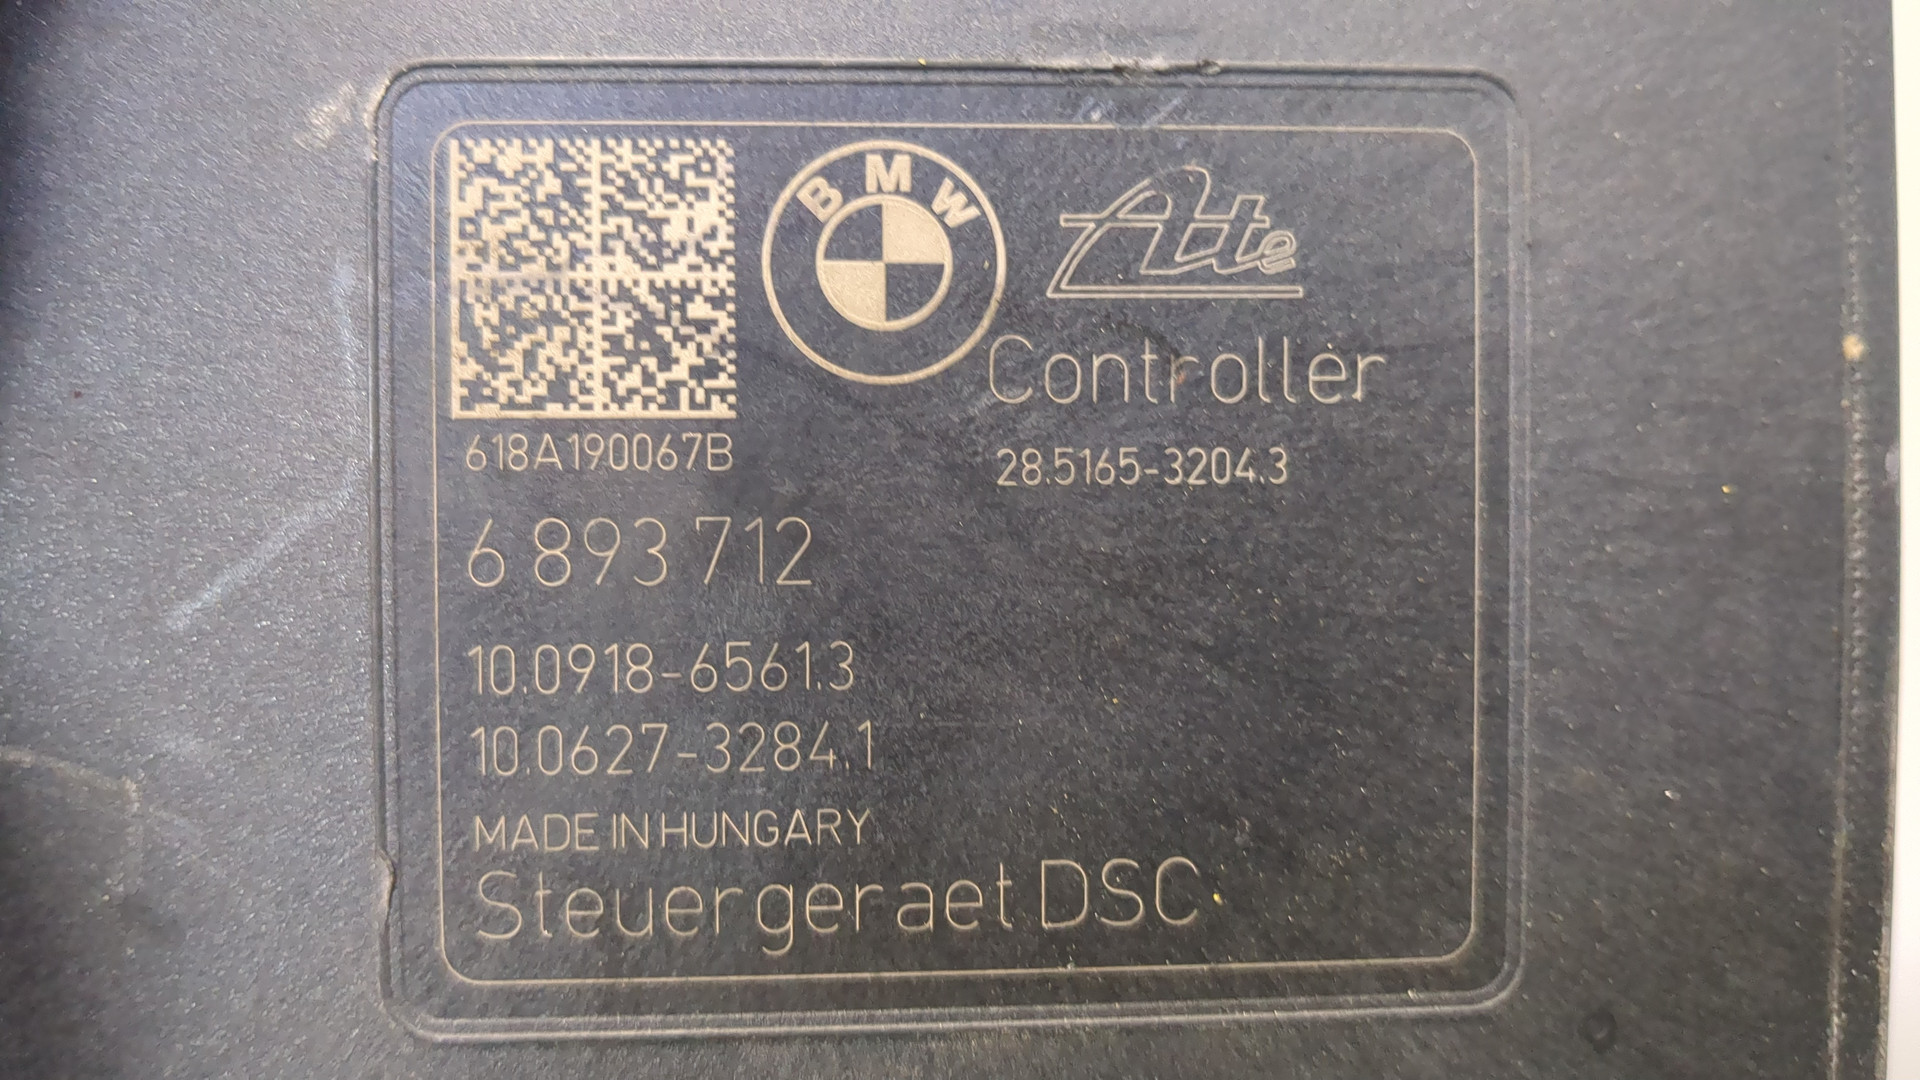 BMW
Ate
Controller
618A190067B
28.5165-3204.3
6 893 712
10.0918-6561.3
10.0627-3284.1
MADE IN HUNGARY
Steuergeraet DSC